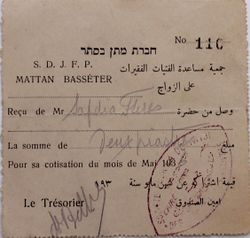 חברת מתן בסתר
No 110
S. D. J. F. P.
MATTAN BASSÉTER
جمعية مساعدة الفتيات الفقيرات
على الزواج
Reçu de Mr
وصل من حضرة
La somme de Deux piastres
مبلغ
Pour sa cotisation du mois de Mai 193
قيمة اشتراكه عن شهر مايو سنة ١٩٣
Le Trésorier
امين الصندوق